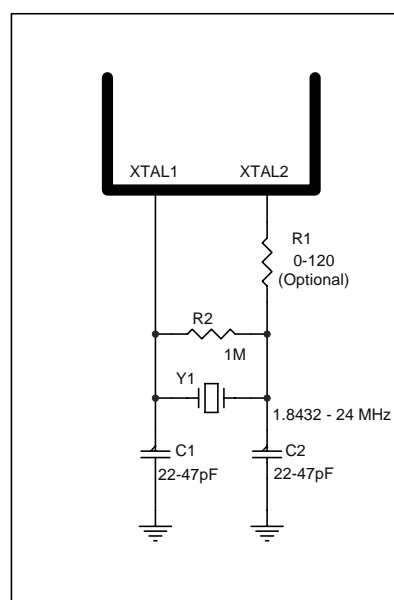 XTAL1
XTAL2
R1
0-120
(Optional)
R2
1M
Y1
1.8432 - 24 MHz
C1
C2
22-47pF
22-47pF